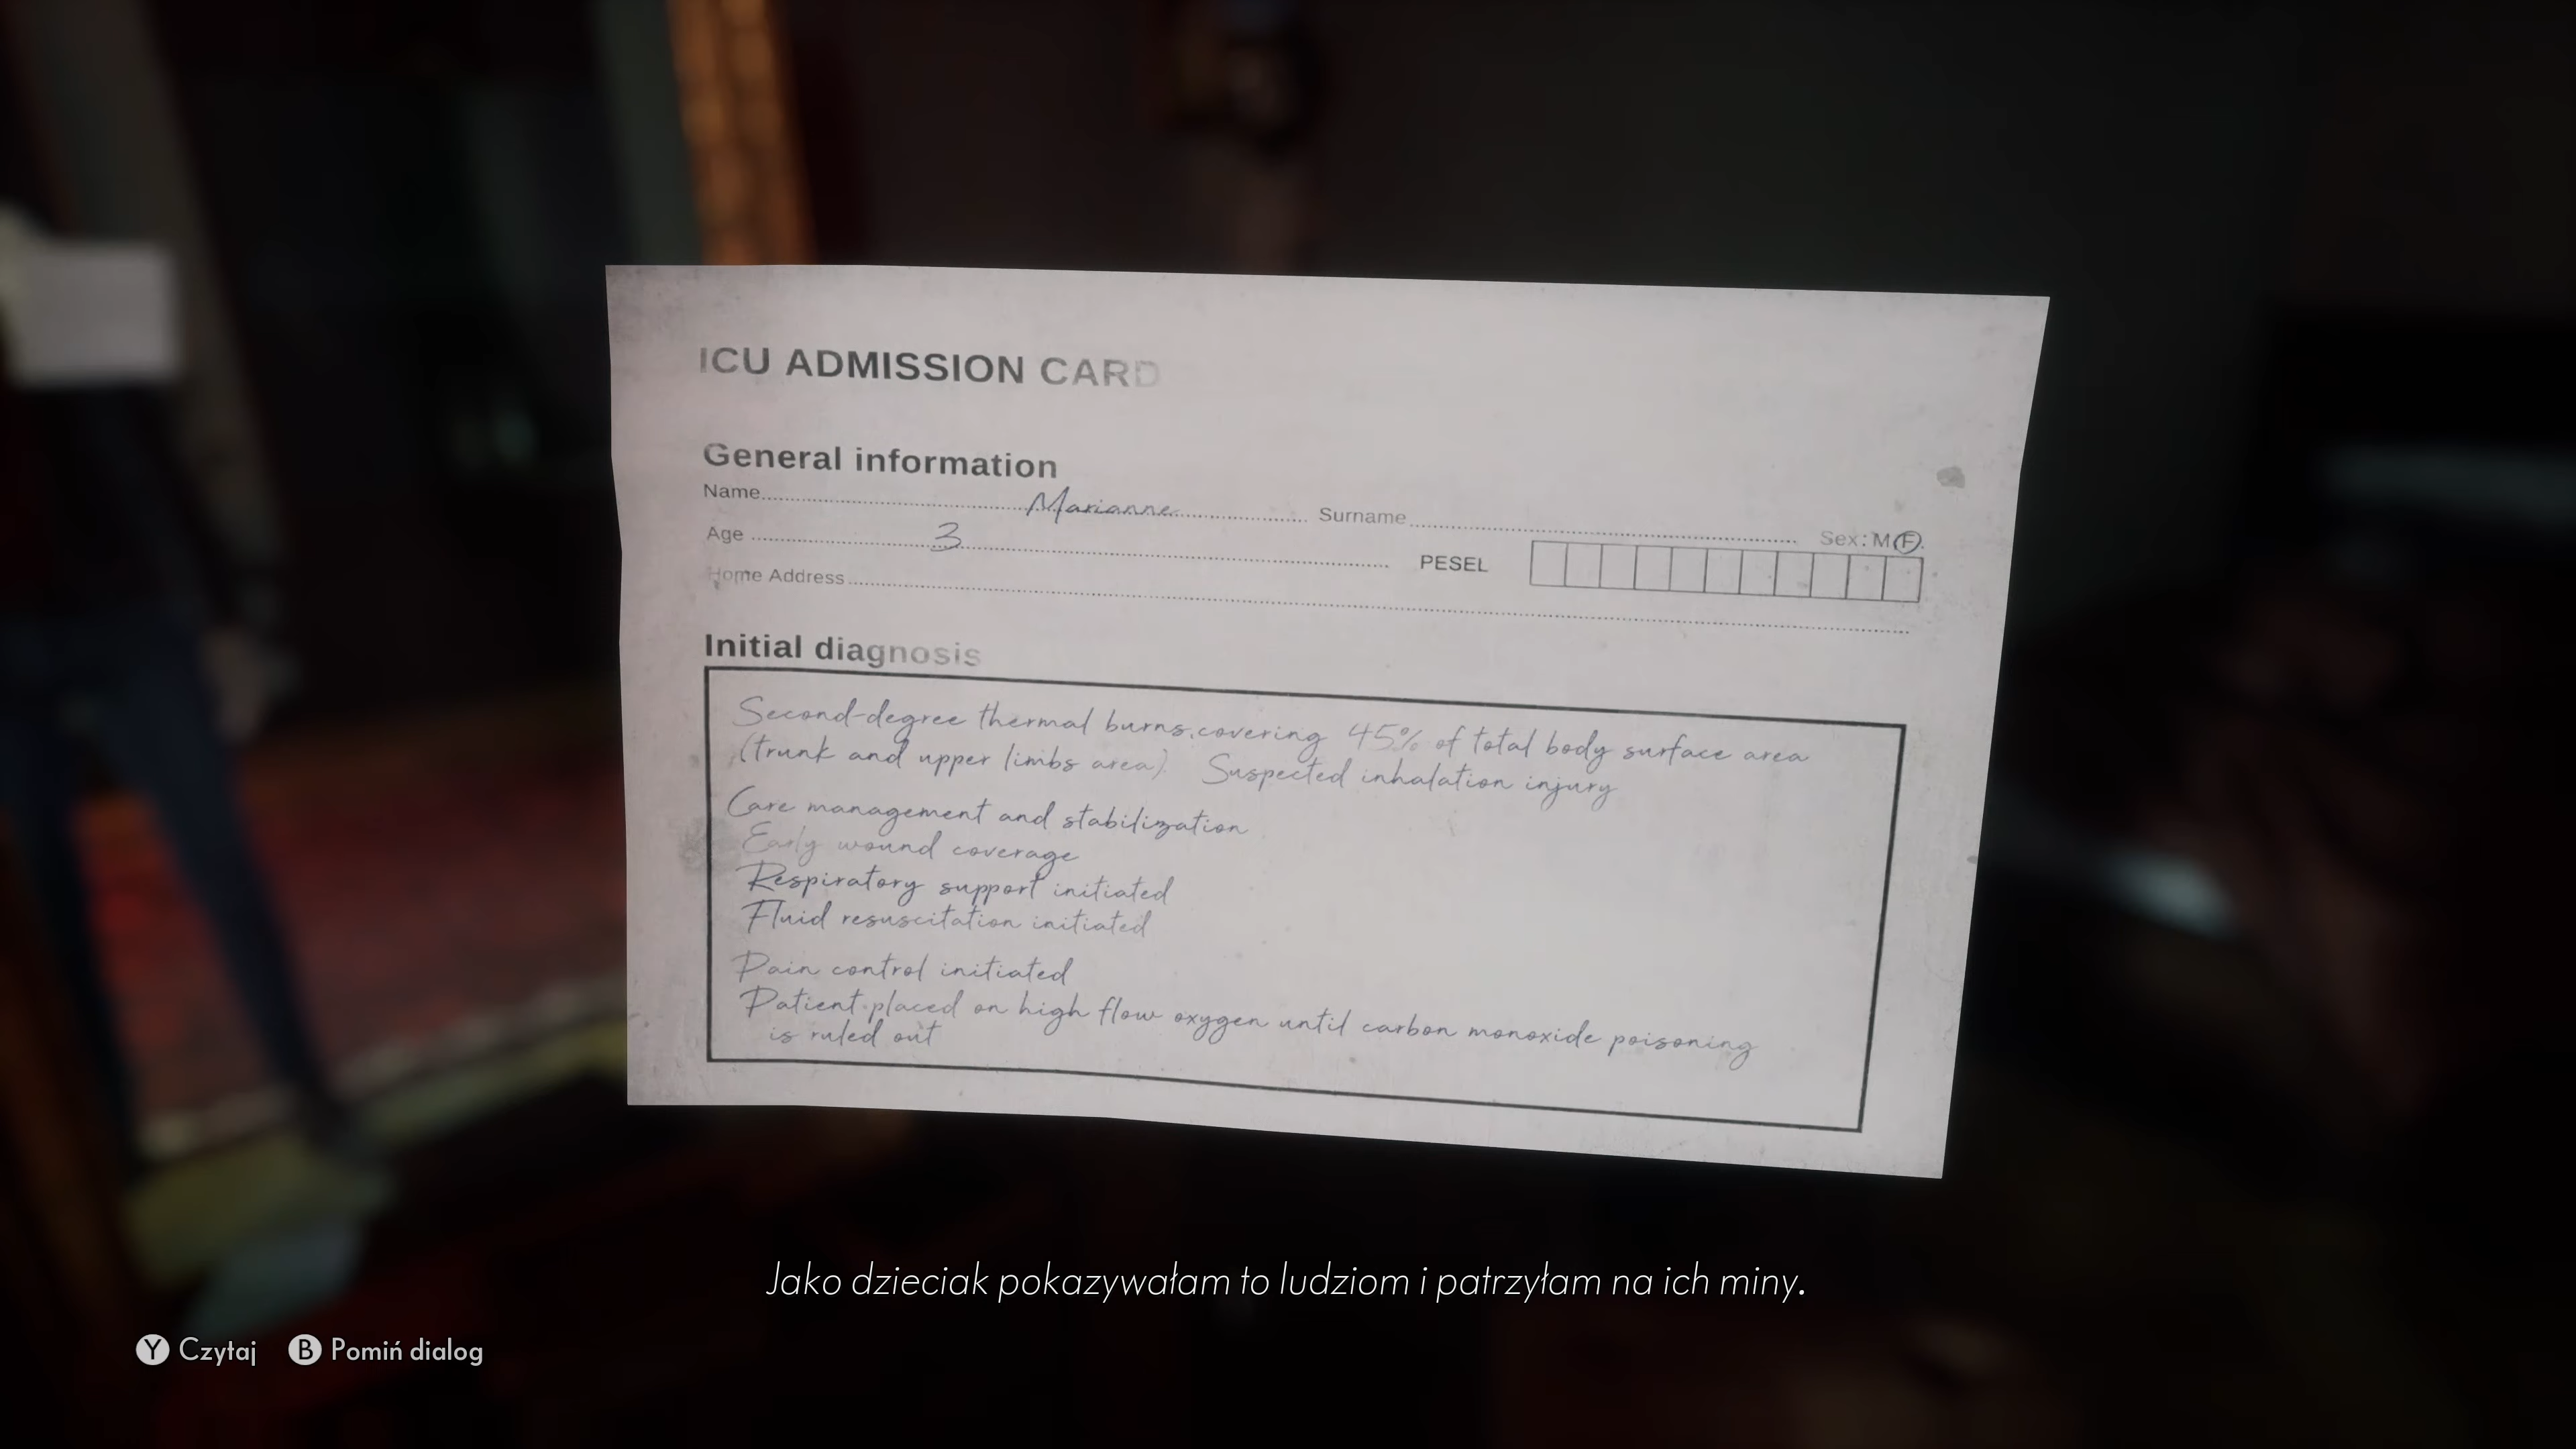 ICU ADMISSION CARD
General information
Name.......... Marianne .......... Surname.......... Sex: M F.
Age .......... 3 .......... PESEL
Home Address..........
Initial diagnosis
Second-degree thermal burns, covering 45% of total body surface area
(trunk and upper limbs area). Suspected inhalation injury
Care management and stabilization
Early wound coverage
Respiratory support initiated
Fluid resuscitation initiated
Pain control initiated
Patient placed on high flow oxygen until carbon monoxide poisoning
is ruled out
Jako dzieciak pokazywałam to ludziom i patrzyłam na ich miny.
Y Czytaj B Pomiń dialog